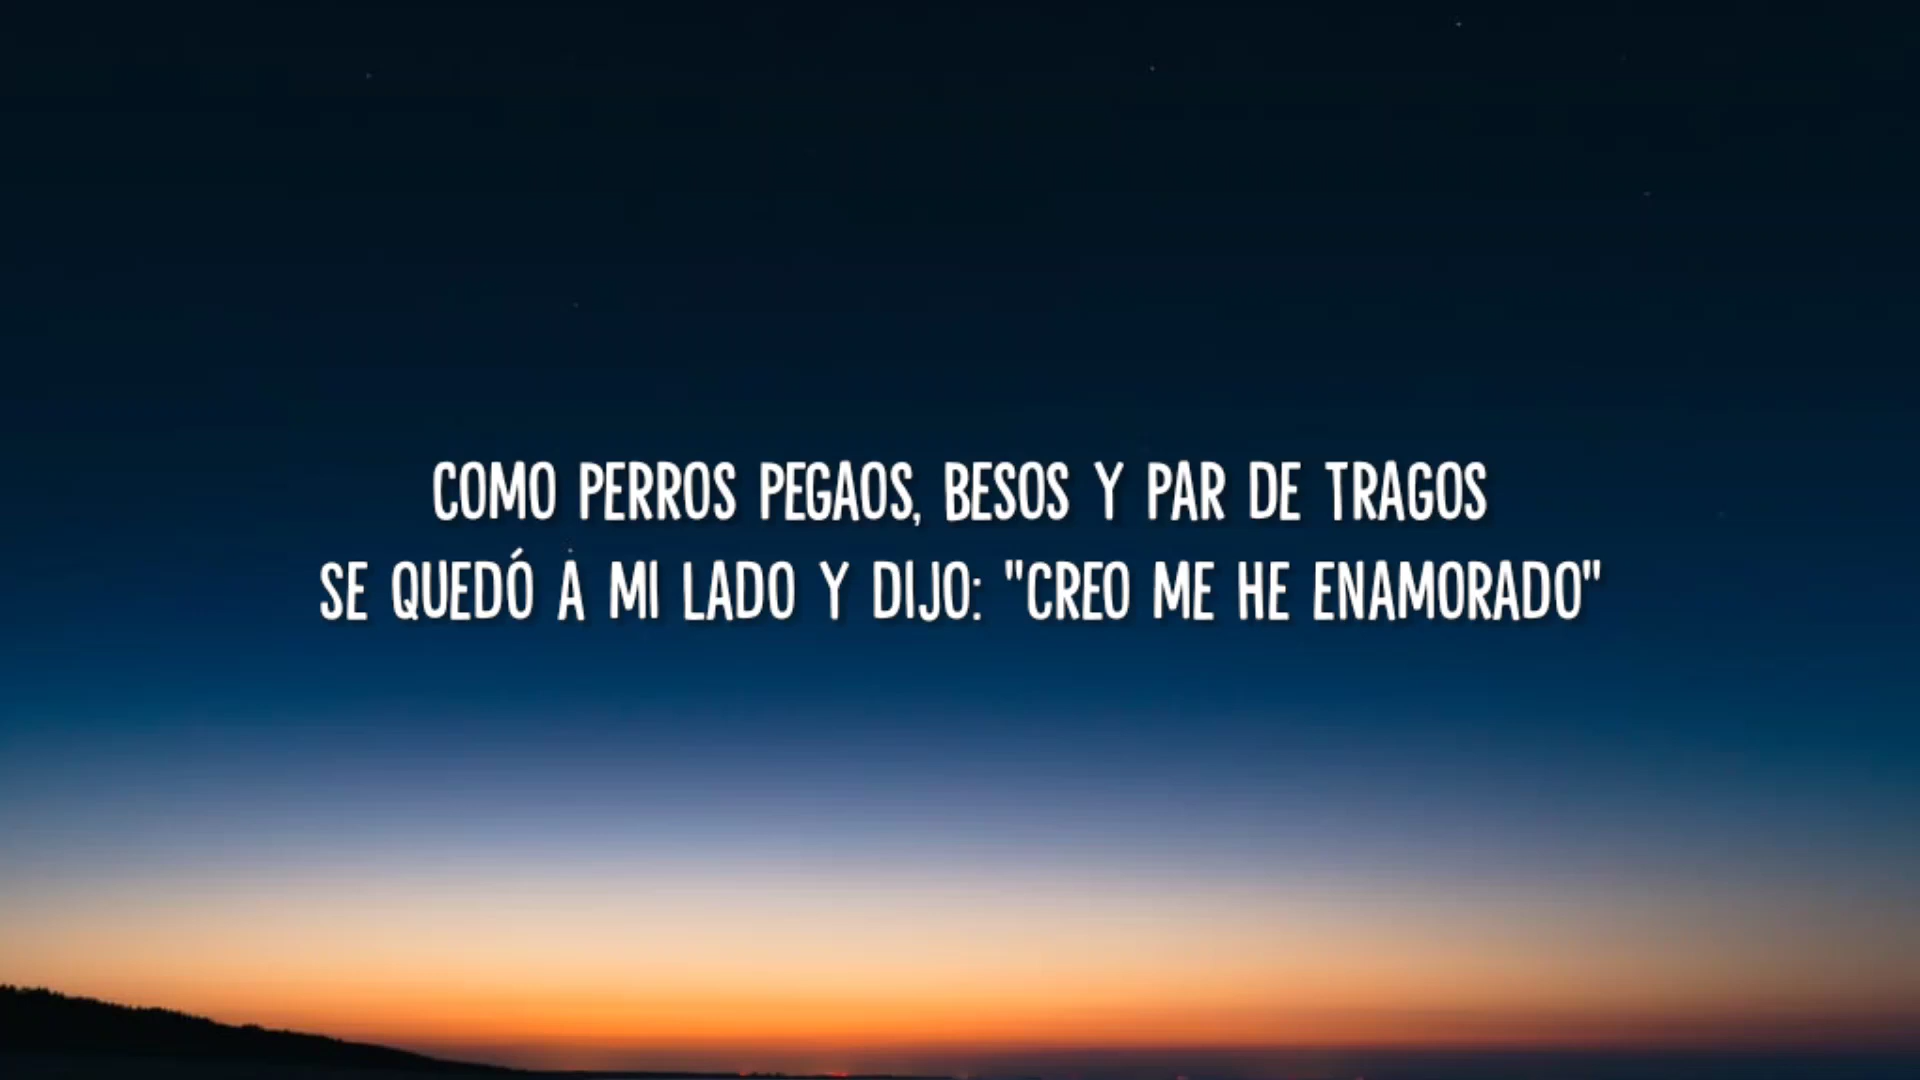 COMO PERROS PEGAOS, BESOS Y PAR DE TRAGOS
SE QUEDÓ A MI LADO Y DIJO: "CREO ME HE ENAMORADO"